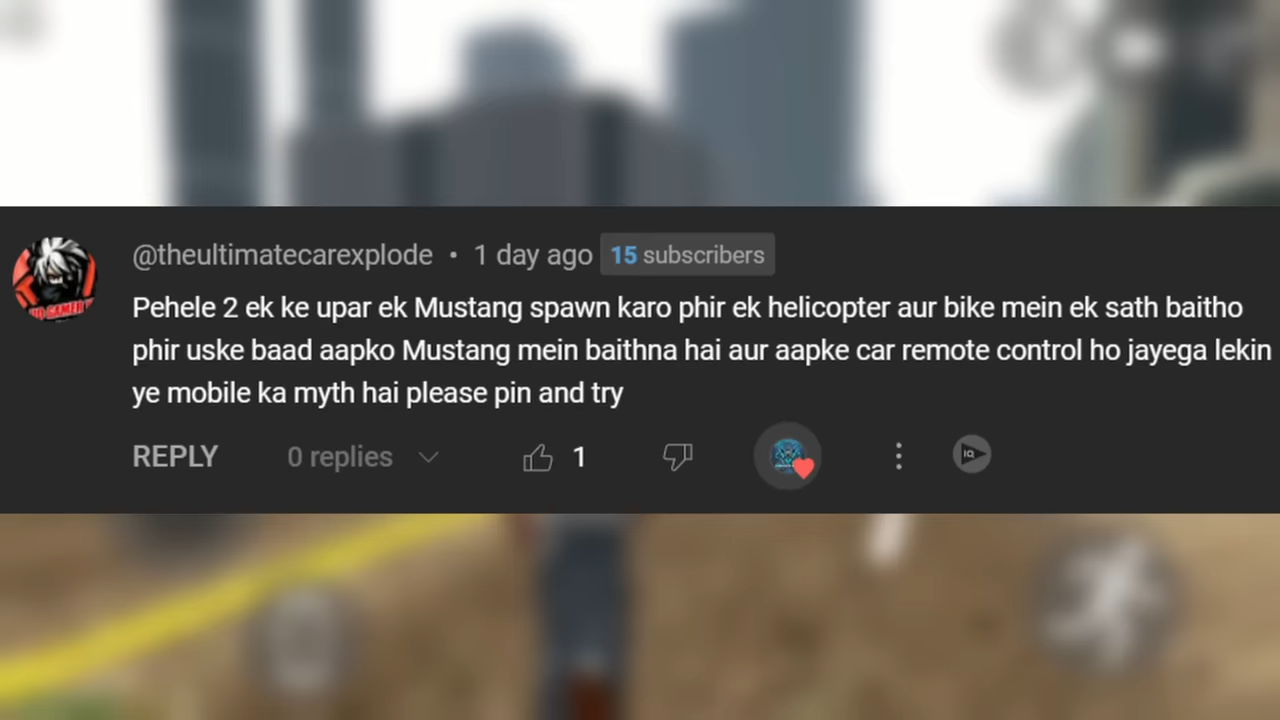 @theultimatecarexplode • 1 day ago 15 subscribers
Pehele 2 ek ke upar ek Mustang spawn karo phir ek helicopter aur bike mein ek sath baitho
phir uske baad aapko Mustang mein baithna hai aur aapke car remote control ho jayega lekin
ye mobile ka myth hai please pin and try
REPLY 0 replies 1 IQ